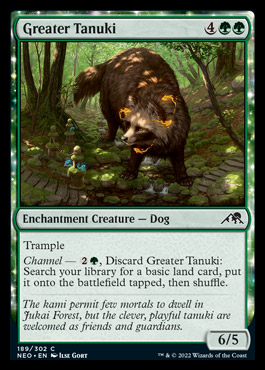 Greater Tanuki 4
Enchantment Creature — Dog
Trample
Channel — 2, Discard Greater Tanuki:
Search your library for a basic land card, put
it onto the battlefield tapped, then shuffle.
The kami permit few mortals to dwell in
Jukai Forest, but the clever, playful tanuki are
welcomed as friends and guardians.
6/5
189/302 C
NEO • EN Ilse Gort
™ & © 2022 Wizards of the Coast